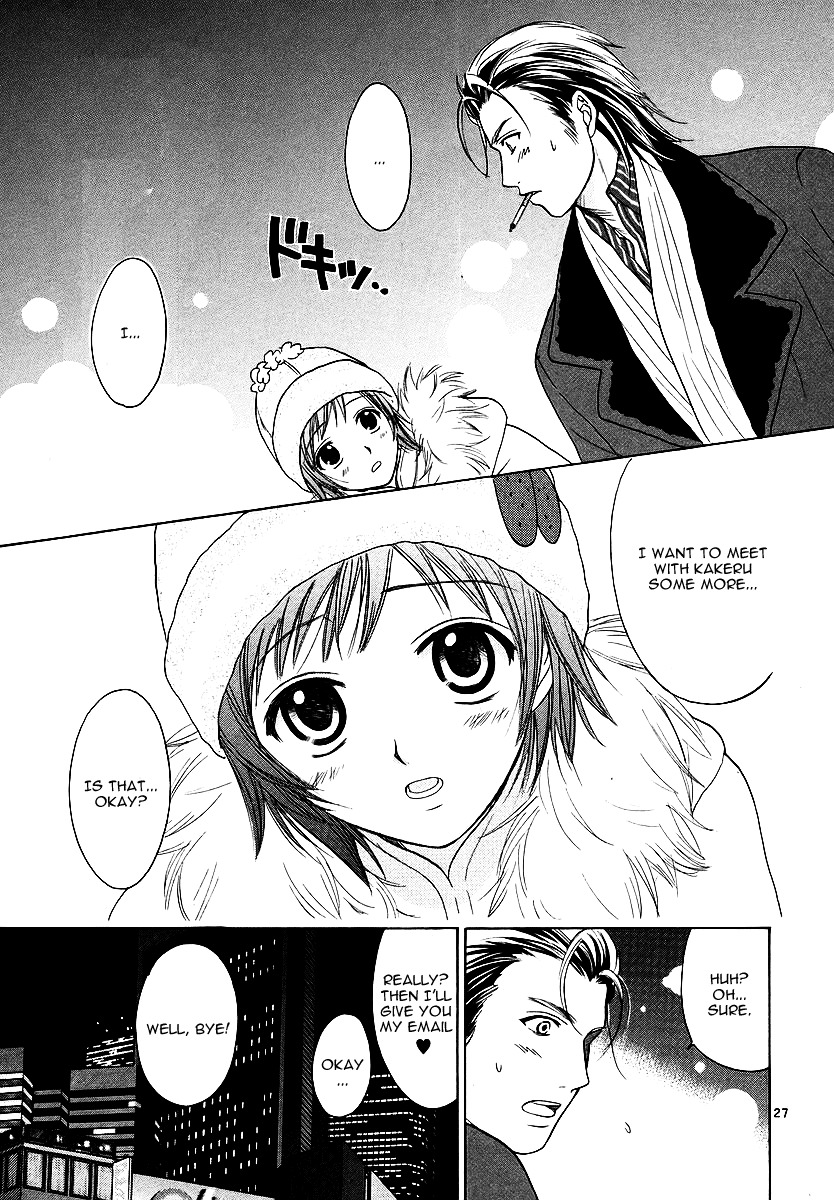 ...
ドキッ..
I...
I WANT TO MEET
WITH KAKERU
SOME MORE...
IS THAT...
OKAY?
HUH?
OH...
SURE.
REALLY?
THEN I'LL
GIVE YOU
MY EMAIL
♥
OKAY
...
WELL, BYE!
27